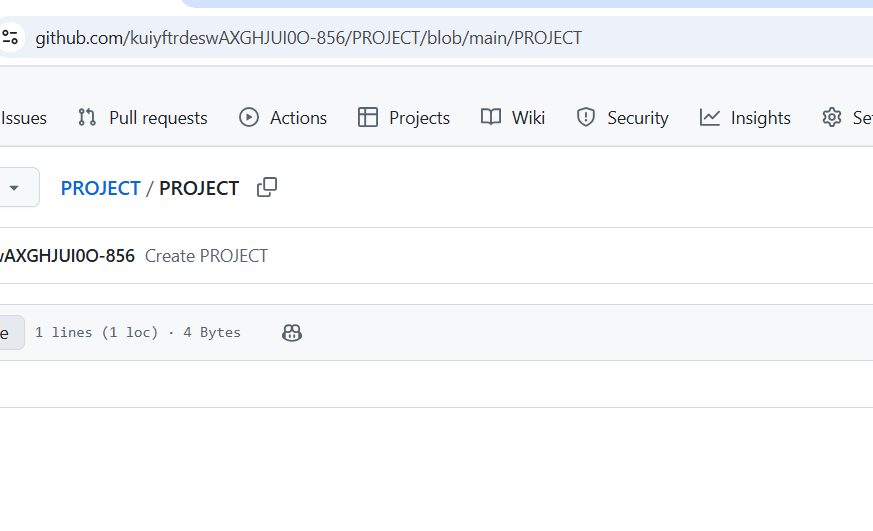 github.com/kuiyftrdeswAXGHJUI0O-856/PROJECT/blob/main/PROJECT
Issues Pull requests Actions Projects Wiki Security Insights Se
PROJECT / PROJECT
wAXGHJUI0O-856 Create PROJECT
e 1 lines (1 loc) · 4 Bytes